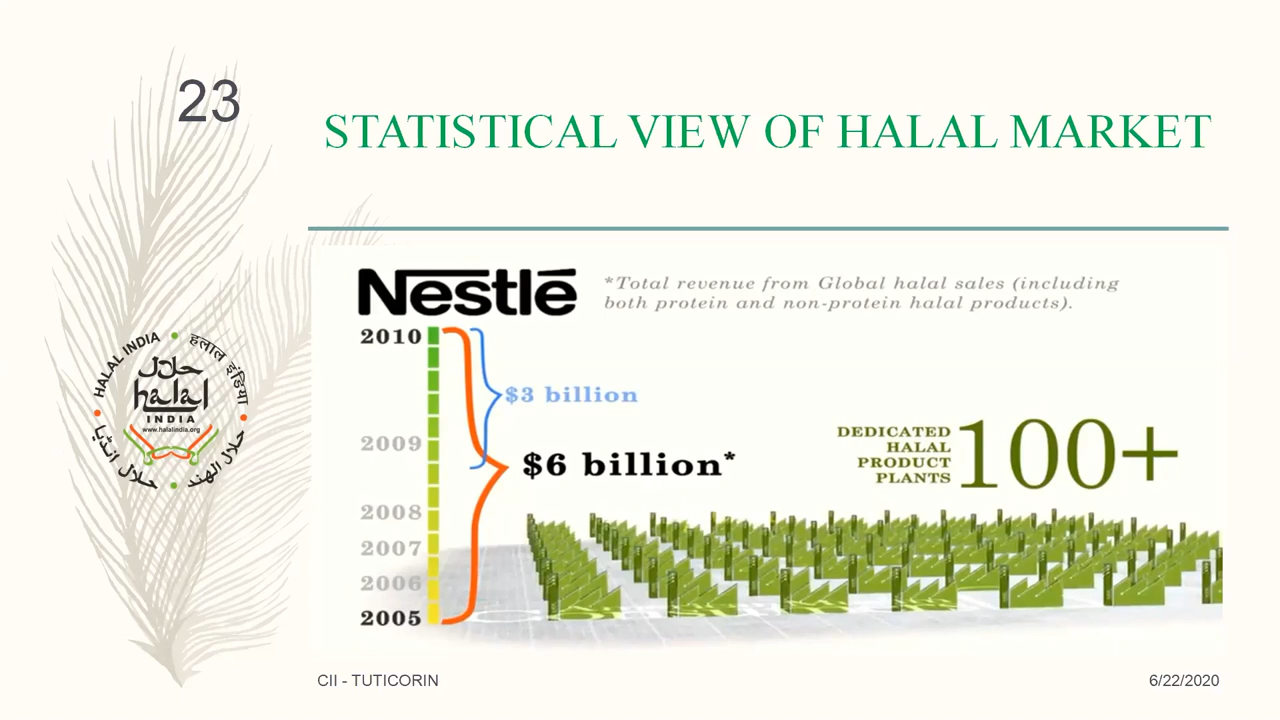 23
STATISTICAL VIEW OF HALAL MARKET
Nestlé
*Total revenue from Global halal sales (including
both protein and non-protein halal products).
2010
$3 billion
2009
$6 billion*
2008
2007
2006
2005
DEDICATED
HALAL
PRODUCT
PLANTS
100+
HALAL INDIA
हलाल इंडिया
حلال
halal
INDIA
www.halalindia.org
حلال انڈیا
حلال الهند
CII - TUTICORIN
6/22/2020